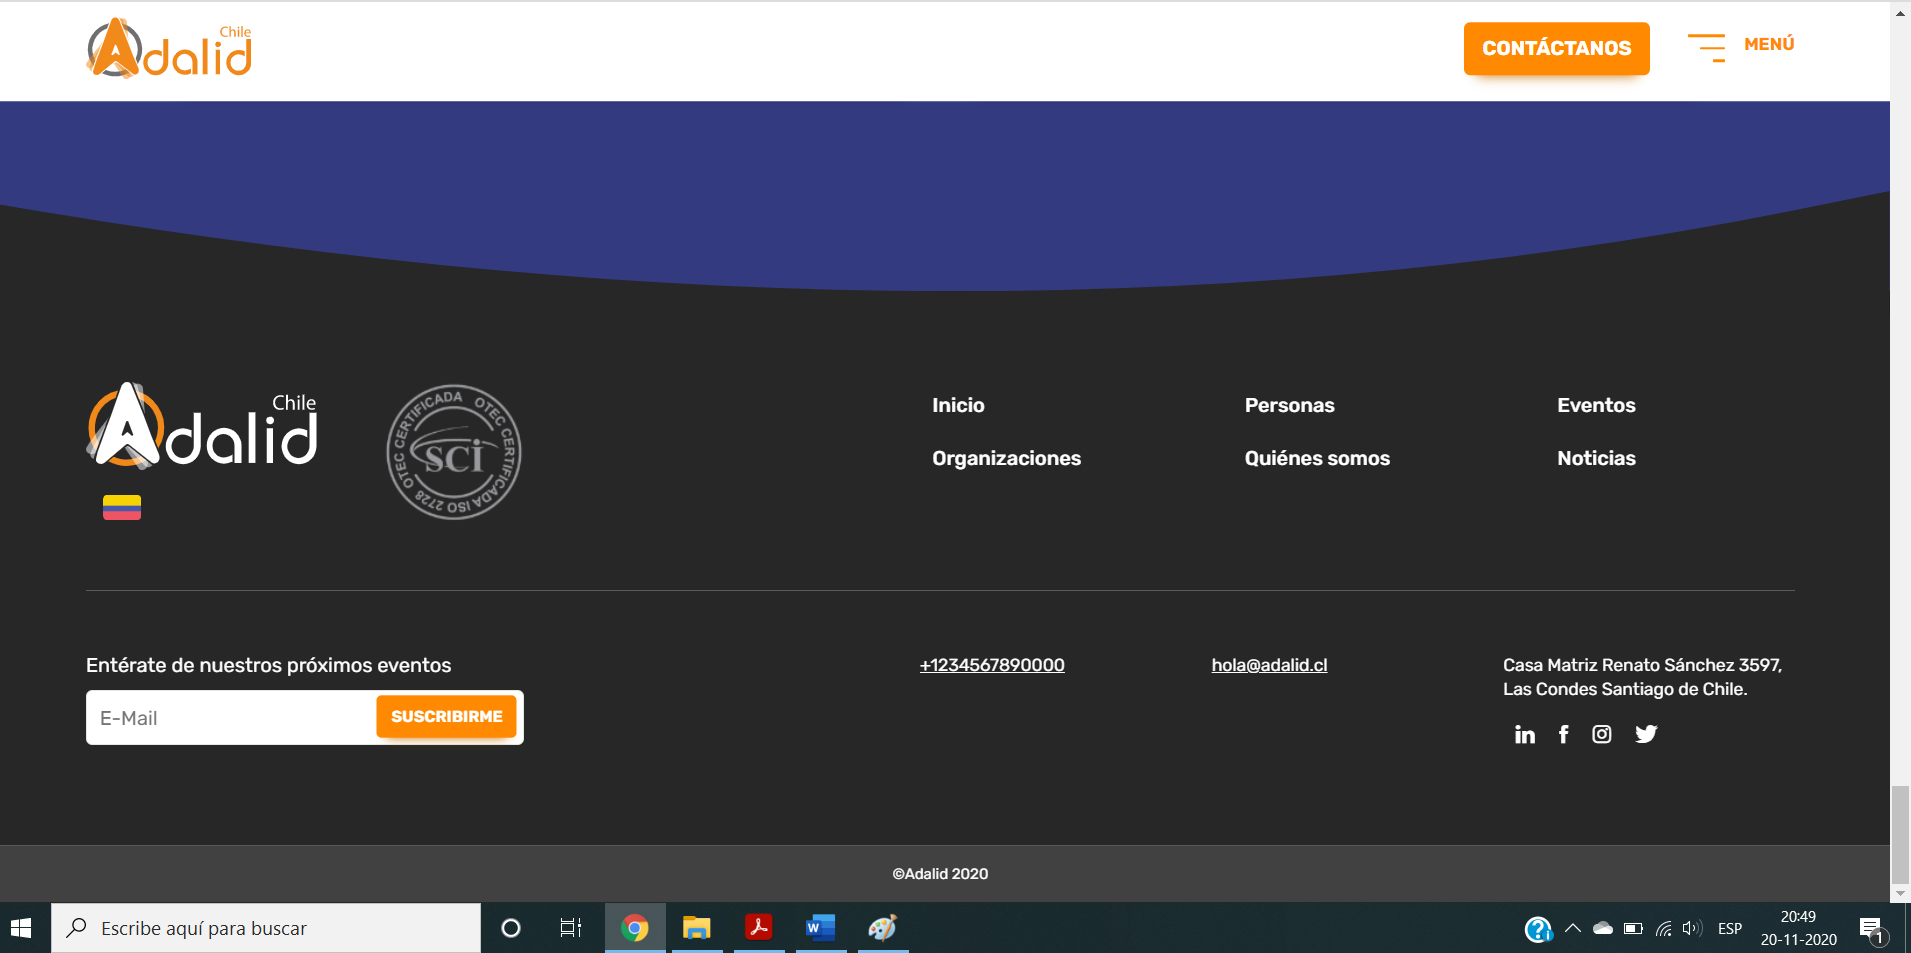 Chile
Adalid
CONTÁCTANOS
MENÚ
Chile
Adalid
OTEC CERTIFICADA OTEC CERTIFICADA ISO 2728
SCI
Inicio
Personas
Eventos
Organizaciones
Quiénes somos
Noticias
Entérate de nuestros próximos eventos
E-Mail
SUSCRIBIRME
+1234567890000
hola@adalid.cl
Casa Matriz Renato Sánchez 3597,
Las Condes Santiago de Chile.
©Adalid 2020
Escribe aquí para buscar
ESP
20:49
20-11-2020
1